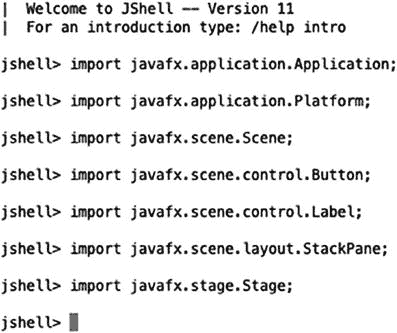 |  Welcome to JShell -- Version 11
|  For an introduction type: /help intro
jshell> import javafx.application.Application;
jshell> import javafx.application.Platform;
jshell> import javafx.scene.Scene;
jshell> import javafx.scene.control.Button;
jshell> import javafx.scene.control.Label;
jshell> import javafx.scene.layout.StackPane;
jshell> import javafx.stage.Stage;
jshell>